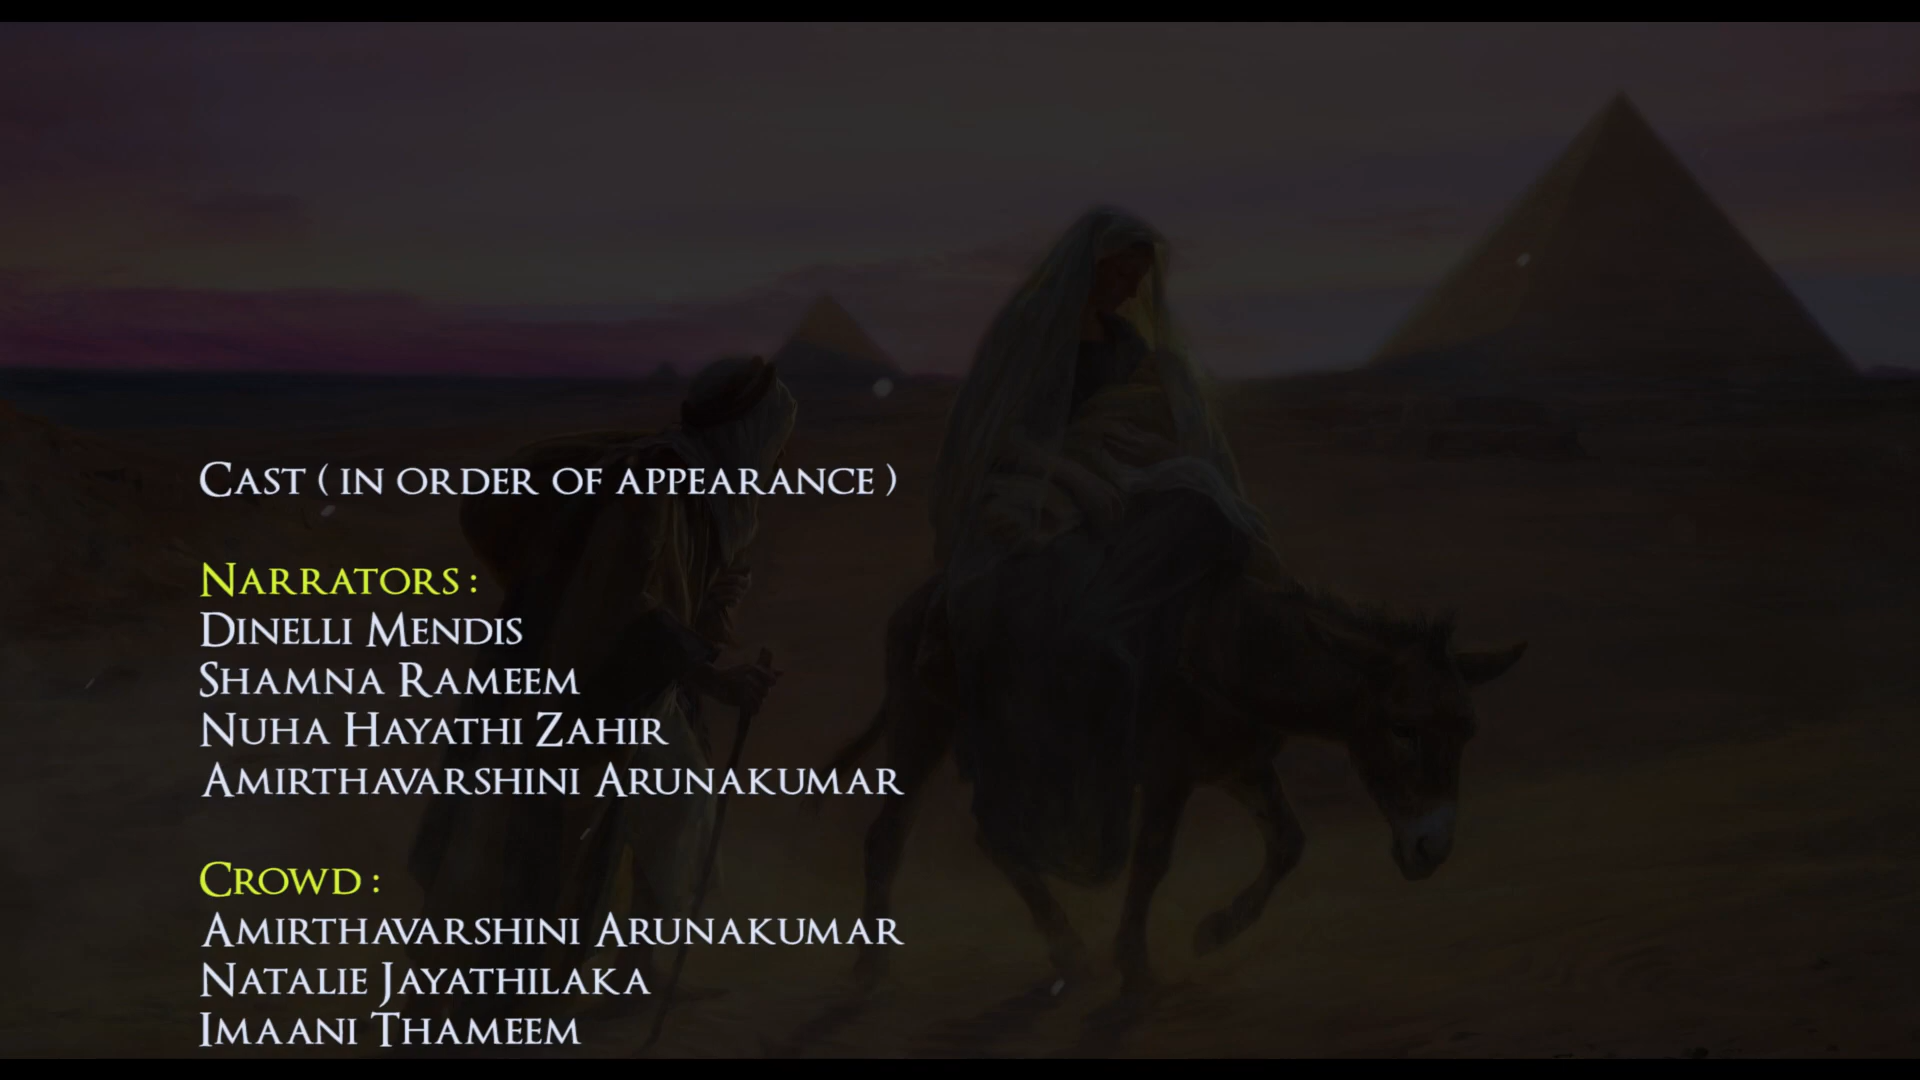 Cast ( in order of appearance )
Narrators :
Dinelli Mendis
Shamna Rameem
Nuha Hayathi Zahir
Amirthavarshini Arunakumar
Crowd :
Amirthavarshini Arunakumar
Natalie Jayathilaka
Imaani Thameem